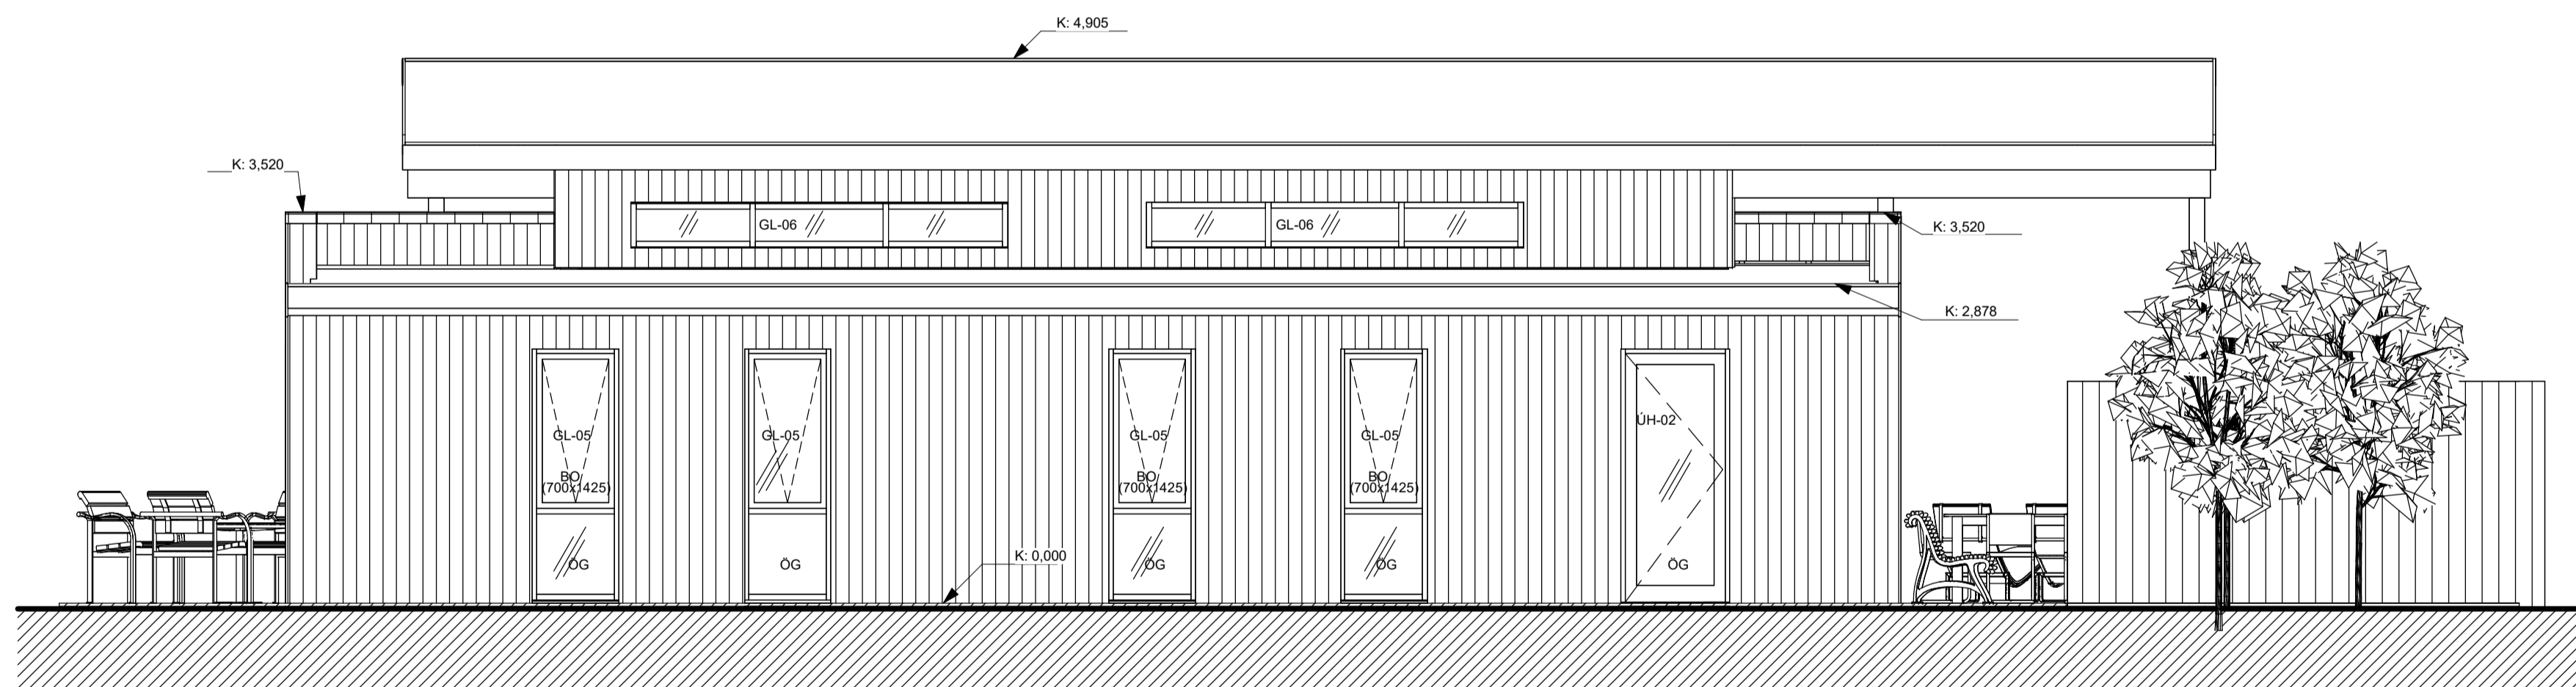 K: 4,905
K: 3,520
GL-06
GL-06
K: 3,520
K: 2,878
GL-05
BO
(700x1425)
ÖG
GL-05
ÖG
GL-05
BO
(700x1425)
ÖG
GL-05
BO
(700x1425)
ÖG
ÚH-02
ÖG
K: 0,000